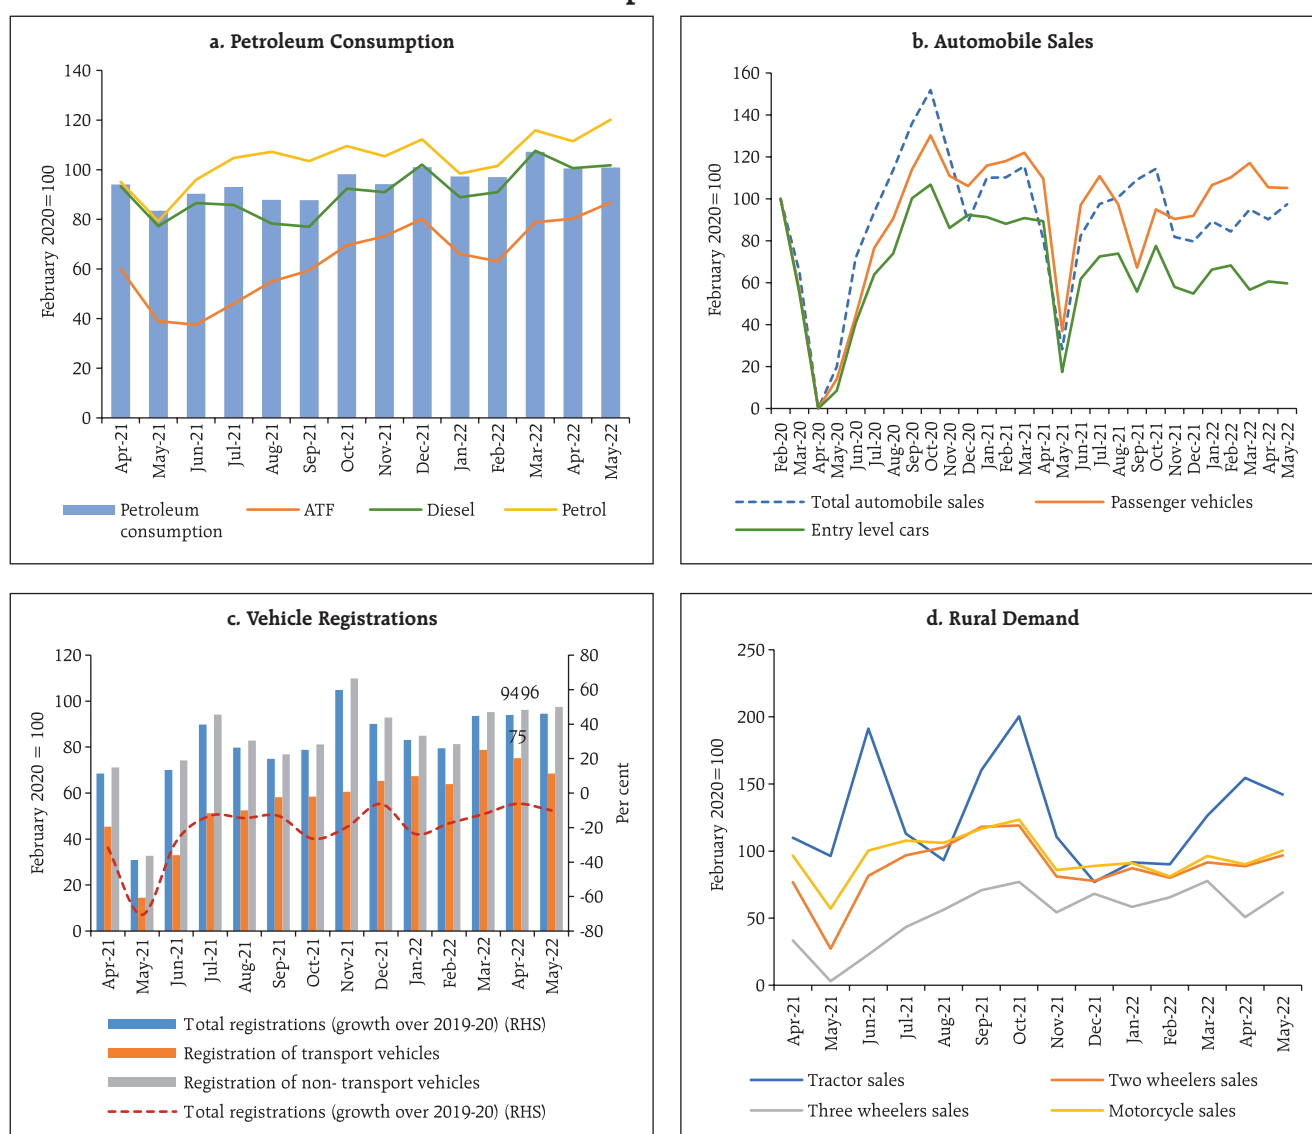 a. Petroleum Consumption
140
120
100
80
60
40
20
0
February 2020=100
Apr-21
May-21
Jun-21
Jul-21
Aug-21
Sep-21
Oct-21
Nov-21
Dec-21
Jan-22
Feb-22
Mar-22
Apr-22
May-22
Petroleum consumption
ATF
Diesel
Petrol
b. Automobile Sales
160
140
120
100
80
60
40
20
0
February 2020=100
Feb-20
Mar-20
Apr-20
May-20
Jun-20
Jul-20
Aug-20
Sep-20
Oct-20
Nov-20
Dec-20
Jan-21
Feb-21
Mar-21
Apr-21
May-21
Jun-21
Jul-21
Aug-21
Sep-21
Oct-21
Nov-21
Dec-21
Jan-22
Feb-22
Mar-22
Apr-22
May-22
Total automobile sales
Passenger vehicles
Entry level cars
c. Vehicle Registrations
120
100
80
60
40
20
0
February 2020 = 100
80
60
40
20
0
-20
-40
-60
-80
Per cent
94 96
75
Apr-21
May-21
Jun-21
Jul-21
Aug-21
Sep-21
Oct-21
Nov-21
Dec-21
Jan-22
Feb-22
Mar-22
Apr-22
May-22
Total registrations (growth over 2019-20) (RHS)
Registration of transport vehicles
Registration of non- transport vehicles
Total registrations (growth over 2019-20) (RHS)
d. Rural Demand
250
200
150
100
50
0
February 2020=100
Apr-21
May-21
Jun-21
Jul-21
Aug-21
Sep-21
Oct-21
Nov-21
Dec-21
Jan-22
Feb-22
Mar-22
Apr-22
May-22
Tractor sales
Two wheelers sales
Three wheelers sales
Motorcycle sales